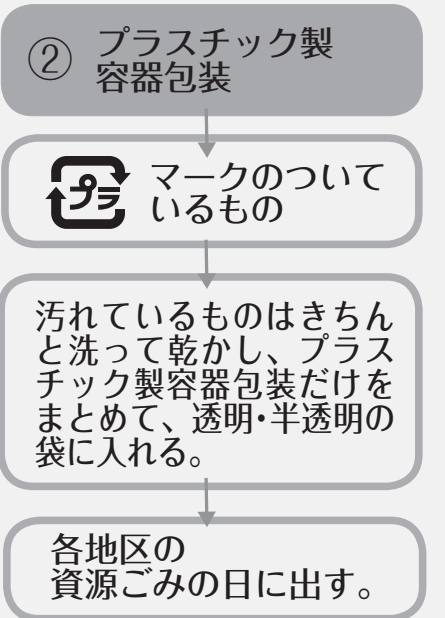 ② プラスチック製
容器包装
プラ マークのついて
いるもの
汚れているものはきちん
と洗って乾かし、プラス
チック製容器包装だけを
まとめて、透明・半透明の
袋に入れる。
各地区の
資源ごみの日に出す。